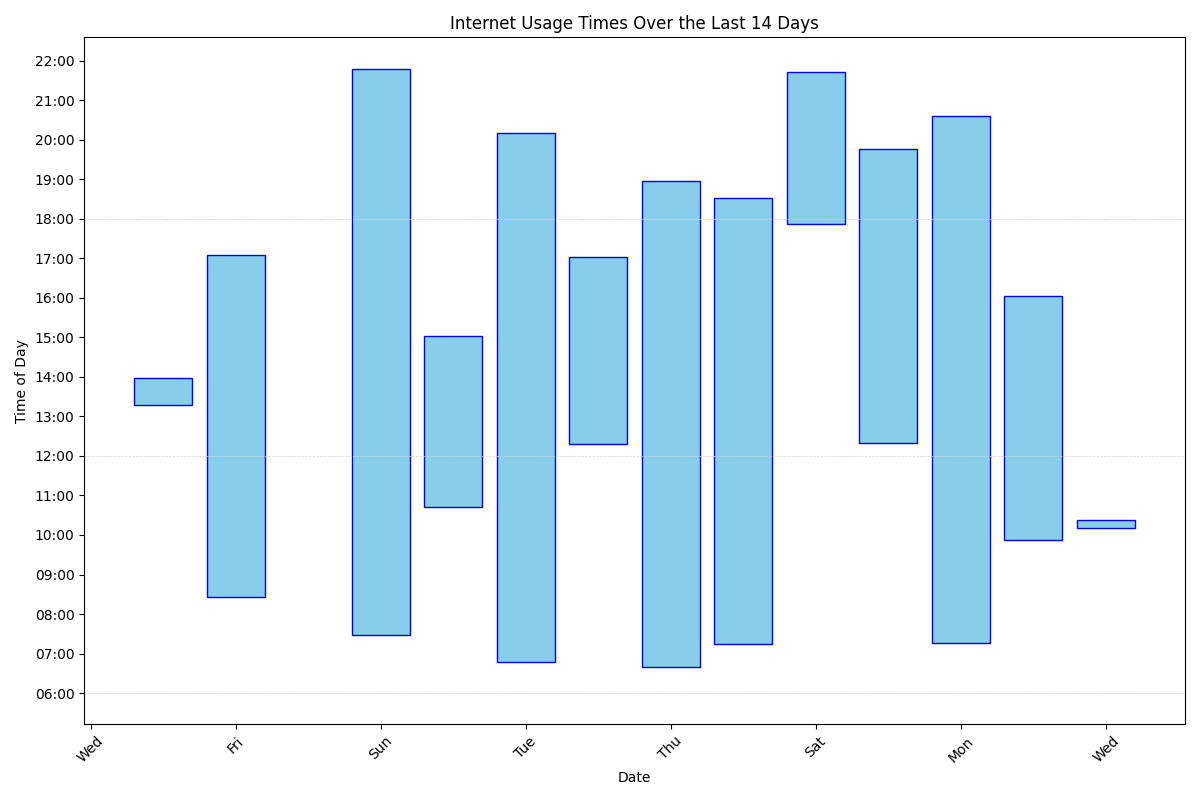 Internet Usage Times Over the Last 14 Days
22:00
21:00
20:00
19:00
18:00
17:00
16:00
15:00
14:00
13:00
12:00
11:00
10:00
09:00
08:00
07:00
06:00
Time of Day
Wed
Fri
Sun
Tue
Thu
Sat
Mon
Wed
Date